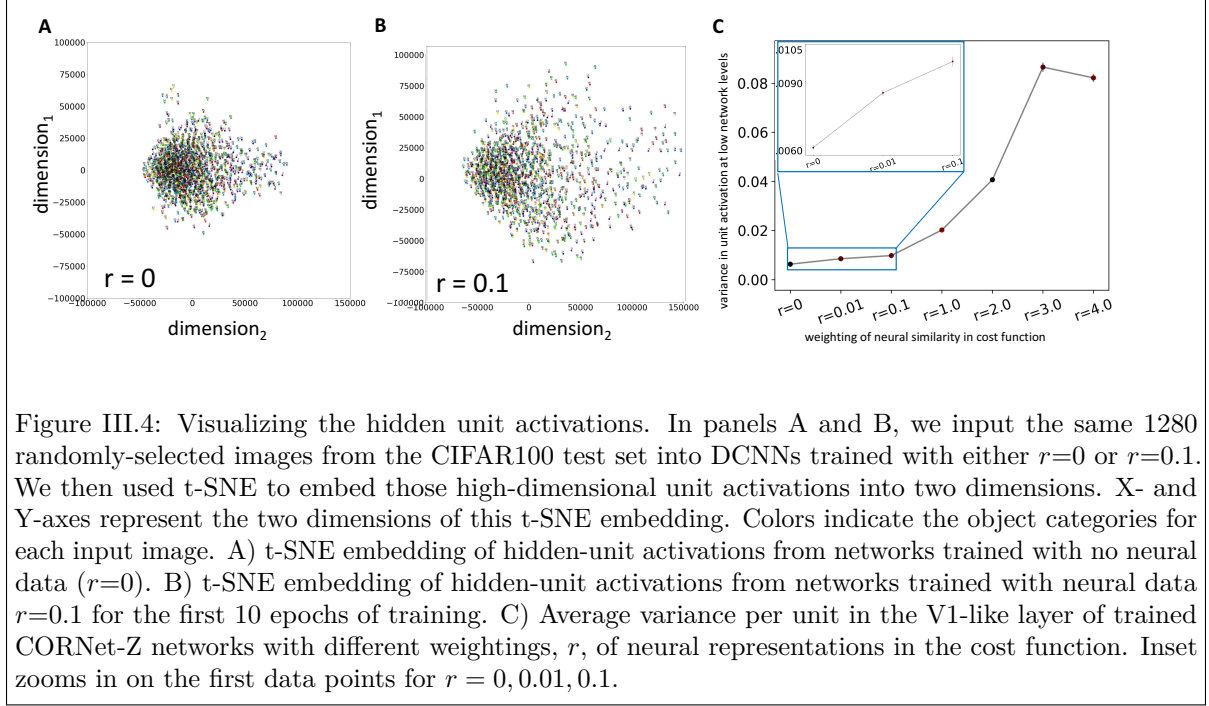 A
100000
75000
50000
25000
0
−25000
−50000
−75000
−100000
dimension₁
r = 0
−100000 −50000 0 50000 100000 150000
dimension₂
B
100000
75000
50000
25000
0
−25000
−50000
−75000
−100000
dimension₁
r = 0.1
−100000 −50000 0 50000 100000 150000
dimension₂
C
variance in unit activation at low network levels
0.08
0.06
0.04
0.02
0.00
.0105
.0090
.0060
r=0 r=0.01 r=0.1
r=0 r=0.01 r=0.1 r=1.0 r=2.0 r=3.0 r=4.0
weighting of neural similarity in cost function
Figure III.4: Visualizing the hidden unit activations. In panels A and B, we input the same 1280
randomly-selected images from the CIFAR100 test set into DCNNs trained with either r=0 or r=0.1.
We then used t-SNE to embed those high-dimensional unit activations into two dimensions. X- and
Y-axes represent the two dimensions of this t-SNE embedding. Colors indicate the object categories for
each input image. A) t-SNE embedding of hidden-unit activations from networks trained with no neural
data (r=0). B) t-SNE embedding of hidden-unit activations from networks trained with neural data
r=0.1 for the first 10 epochs of training. C) Average variance per unit in the V1-like layer of trained
CORNet-Z networks with different weightings, r, of neural representations in the cost function. Inset
zooms in on the first data points for r = 0, 0.01, 0.1.